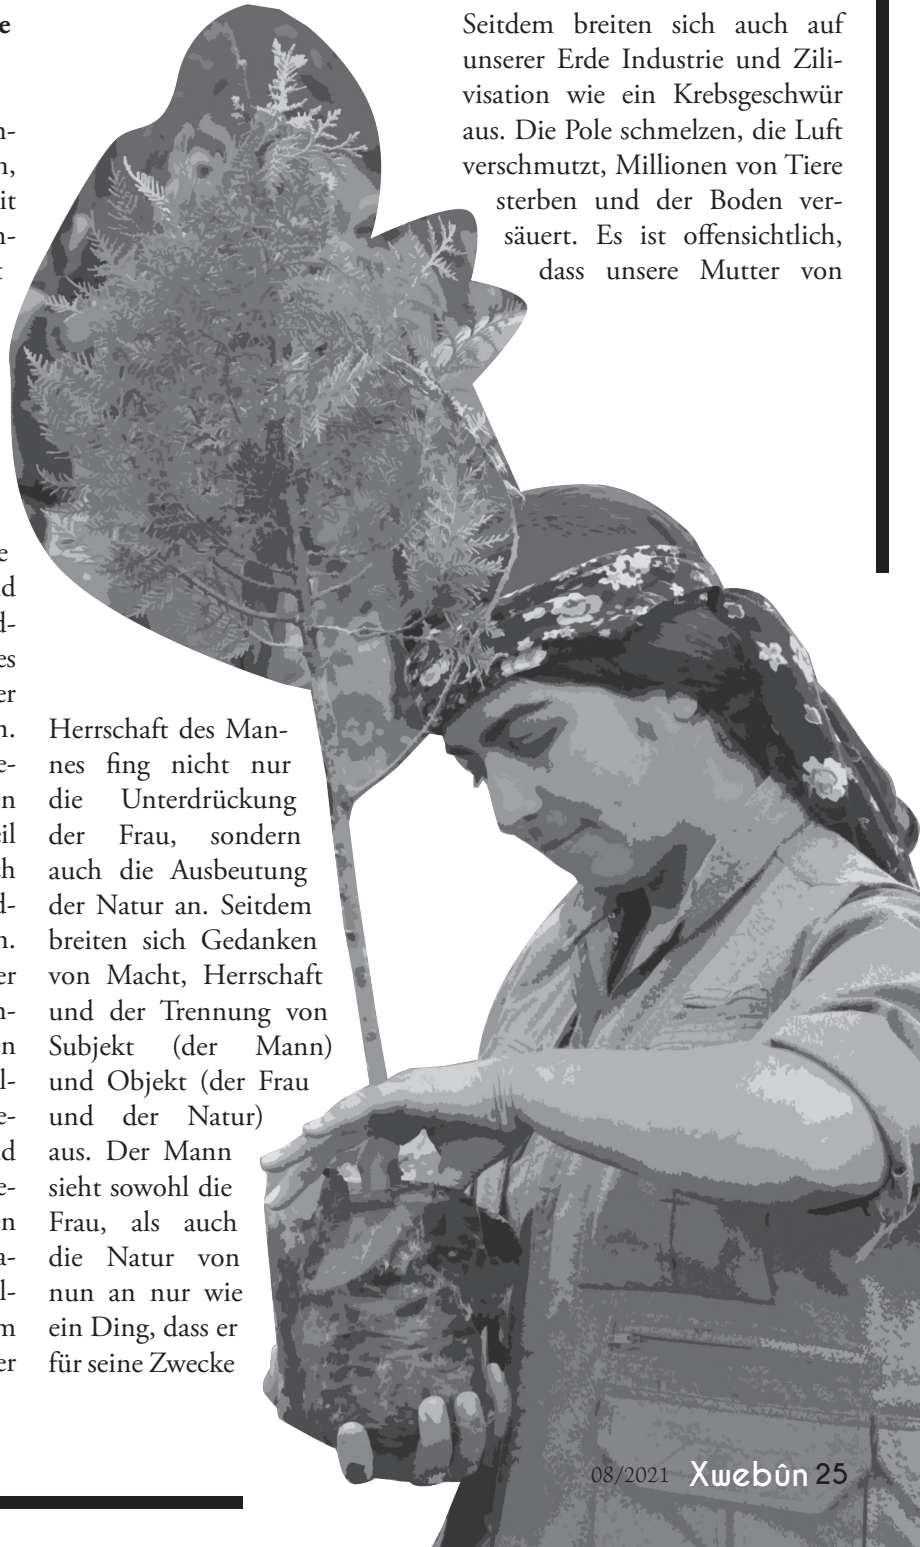 Herrschaft des Man-
nes fing nicht nur
die Unterdrückung
der Frau, sondern
auch die Ausbeutung
der Natur an. Seitdem
breiten sich Gedanken
von Macht, Herrschaft
und der Trennung von
Subjekt (der Mann)
und Objekt (der Frau
und der Natur)
aus. Der Mann
sieht sowohl die
Frau, als auch
die Natur von
nun an nur wie
ein Ding, dass er
für seine Zwecke
Seitdem breiten sich auch auf
unserer Erde Industrie und Zili-
visation wie ein Krebsgeschwür
aus. Die Pole schmelzen, die Luft
verschmutzt, Millionen von Tiere
sterben und der Boden ver-
säuert. Es ist offensichtlich,
dass unsere Mutter von
08/2021 Xwebûn 25